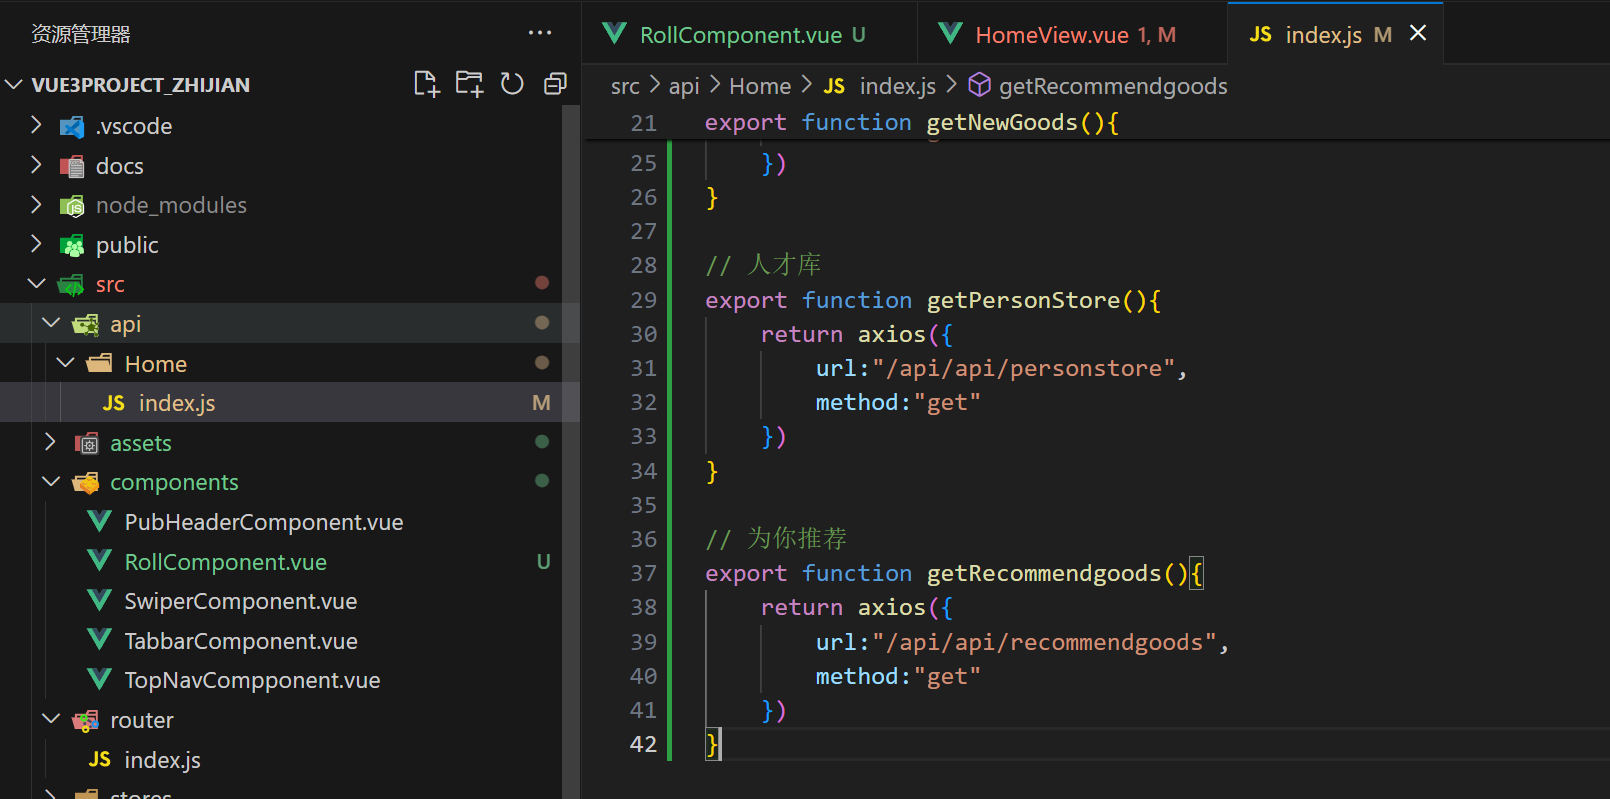 资源管理器
VUE3PROJECT_ZHIJIAN
.vscode
docs
node_modules
public
src
api
Home
JS index.js M
assets
components
PubHeaderComponent.vue
RollComponent.vue U
SwiperComponent.vue
TabbarComponent.vue
TopNavCompponent.vue
router
JS index.js
stores
RollComponent.vue U
HomeView.vue 1, M
JS index.js M
src > api > Home > JS index.js > getRecommendgoods
21 export function getNewGoods(){
25 })
26 }
27
28 // 人才库
29 export function getPersonStore(){
30 return axios({
31 url:"/api/api/personstore",
32 method:"get"
33 })
34 }
35
36 // 为你推荐
37 export function getRecommendgoods(){
38 return axios({
39 url:"/api/api/recommendgoods",
40 method:"get"
41 })
42 }